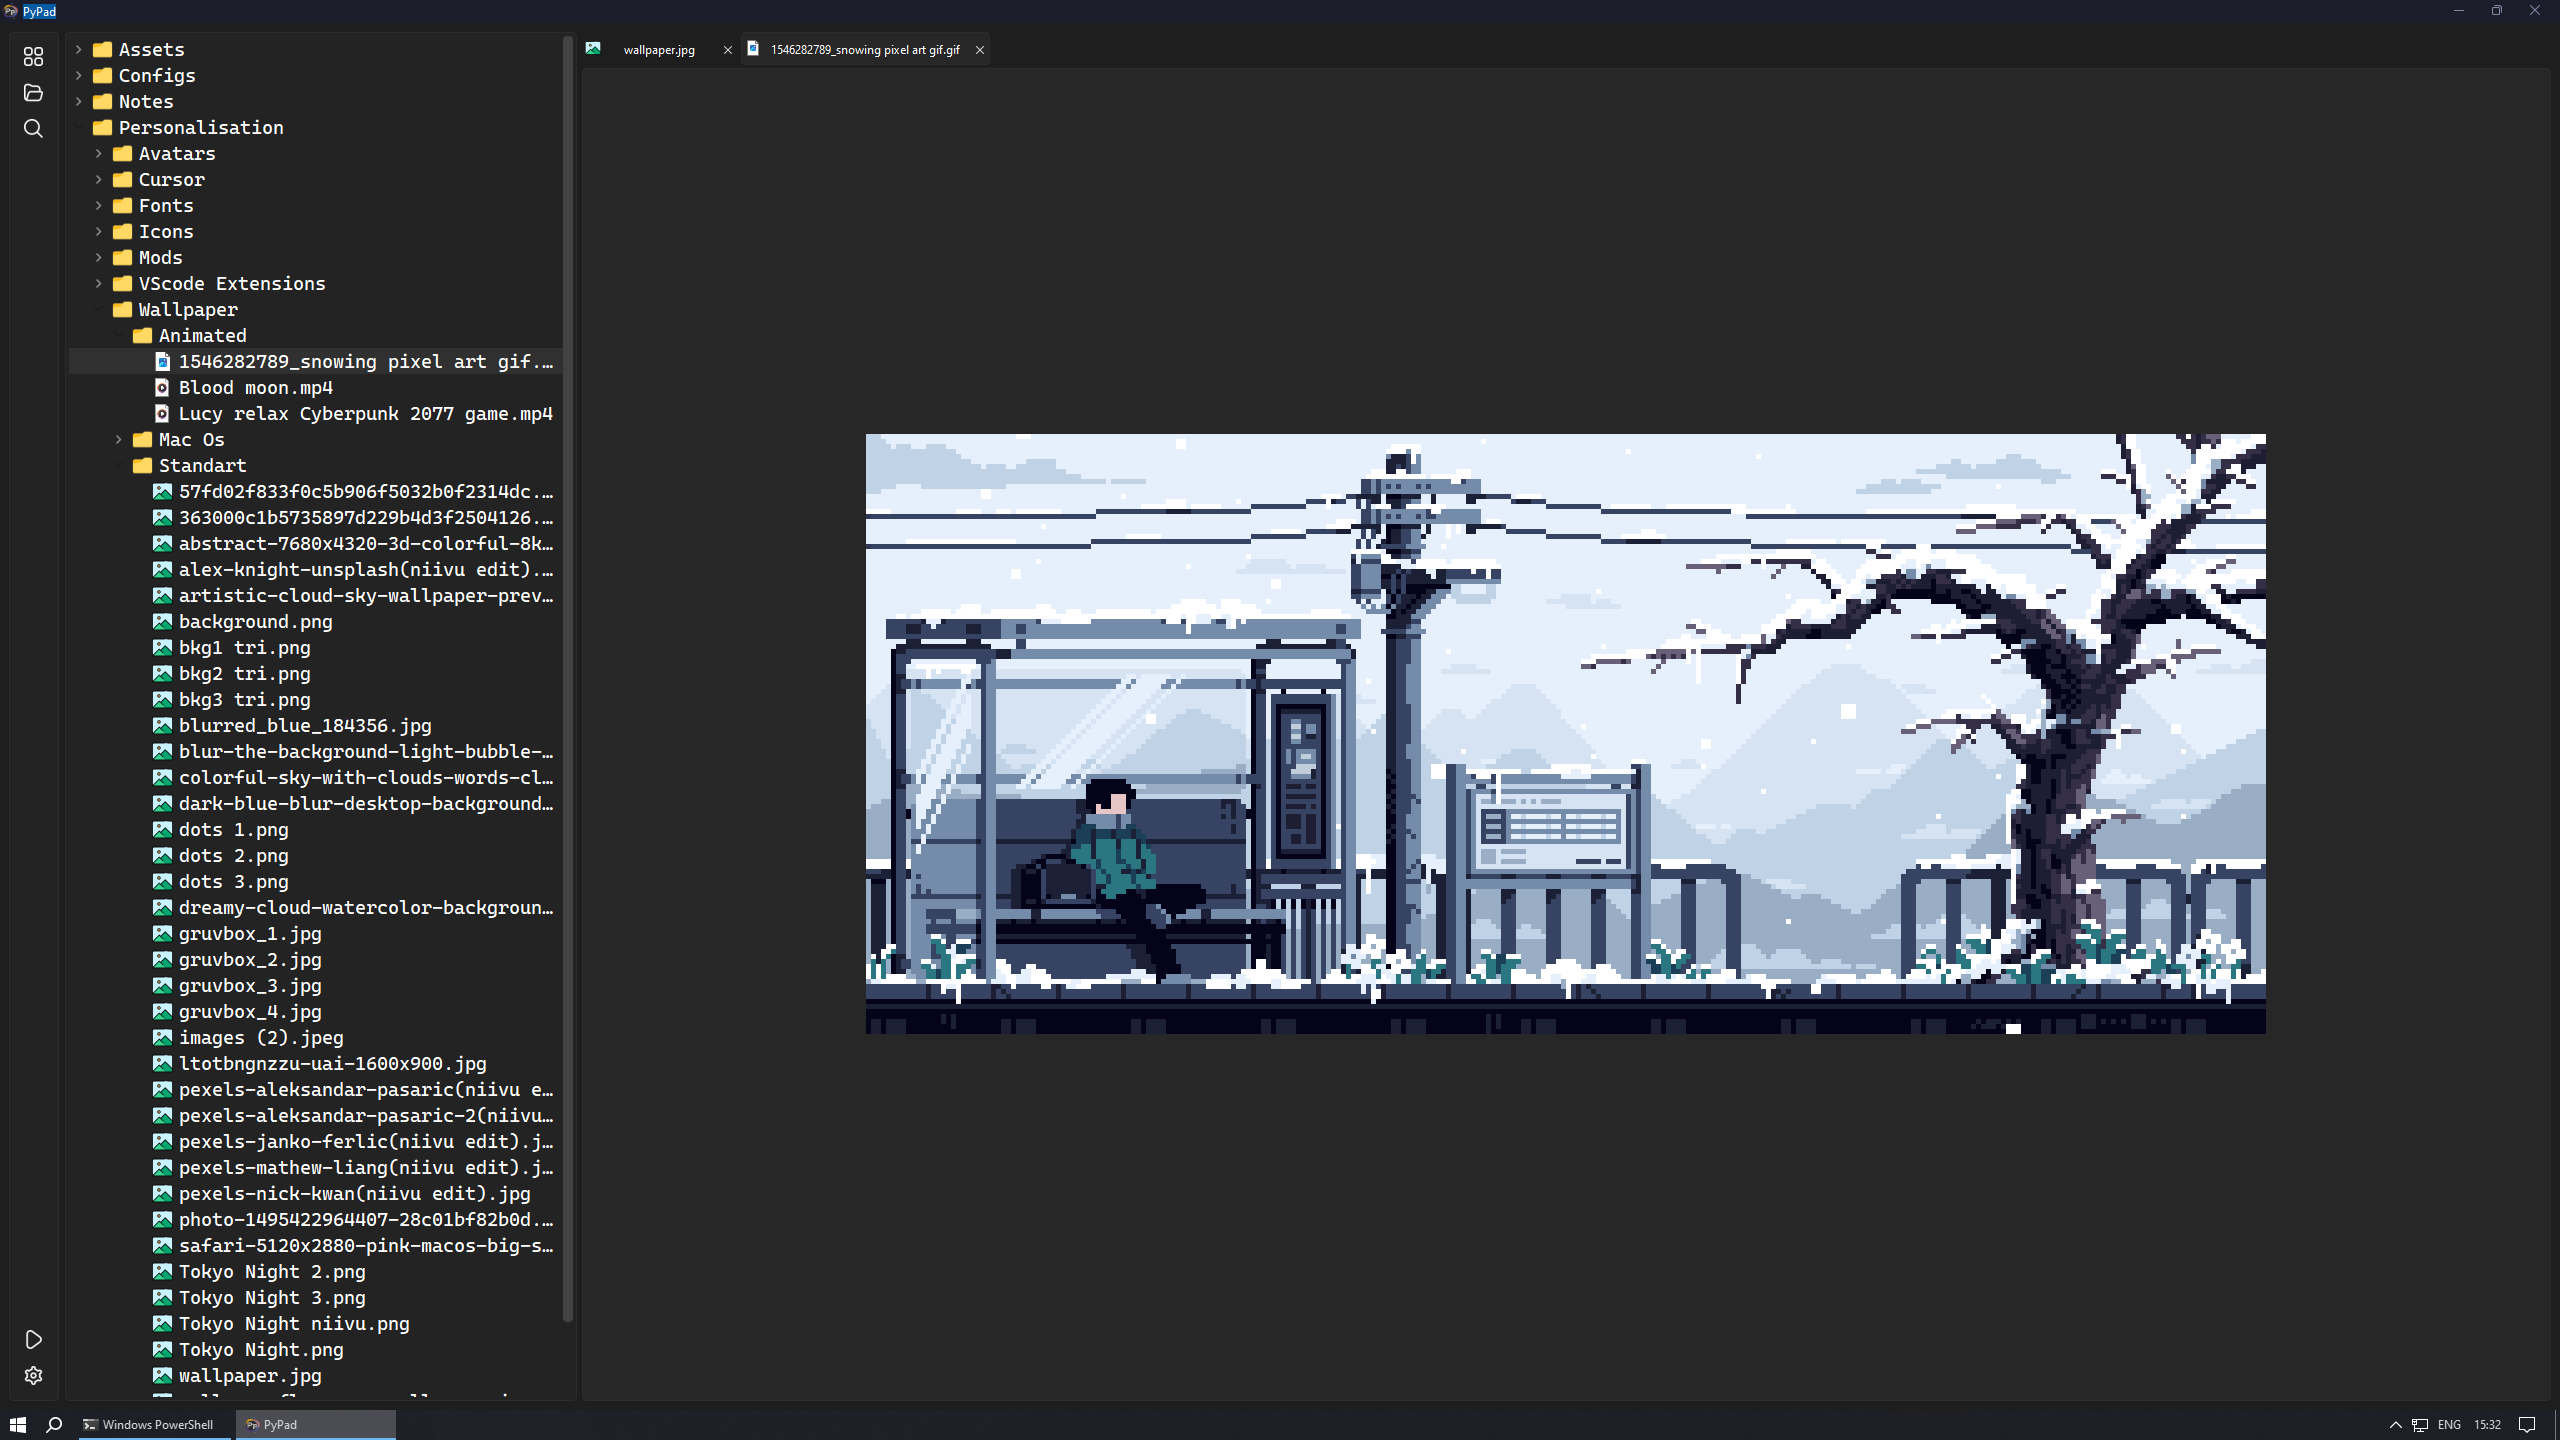 PyPad
Assets
Configs
Notes
Personalisation
Avatars
Cursor
Fonts
Icons
Mods
VScode Extensions
Wallpaper
Animated
1546282789_snowing pixel art gif.…
Blood moon.mp4
Lucy relax Cyberpunk 2077 game.mp4
Mac Os
Standart
57fd02f833f0c5b906f5032b0f2314dc.…
363000c1b5735897d229b4d3f2504126.…
abstract-7680x4320-3d-colorful-8k…
alex-knight-unsplash(niivu edit).…
artistic-cloud-sky-wallpaper-prev…
background.png
bkg1 tri.png
bkg2 tri.png
bkg3 tri.png
blurred_blue_184356.jpg
blur-the-background-light-bubble-…
colorful-sky-with-clouds-words-cl…
dark-blue-blur-desktop-background…
dots 1.png
dots 2.png
dots 3.png
dreamy-cloud-watercolor-backgroun…
gruvbox_1.jpg
gruvbox_2.jpg
gruvbox_3.jpg
gruvbox_4.jpg
images (2).jpeg
ltotbngnzzu-uai-1600x900.jpg
pexels-aleksandar-pasaric(niivu e…
pexels-aleksandar-pasaric-2(niivu…
pexels-janko-ferlic(niivu edit).j…
pexels-mathew-liang(niivu edit).j…
pexels-nick-kwan(niivu edit).jpg
photo-1495422964407-28c01bf82b0d.…
safari-5120x2880-pink-macos-big-s…
Tokyo Night 2.png
Tokyo Night 3.png
Tokyo Night niivu.png
Tokyo Night.png
wallpaper.jpg
wallpaper.jpg
1546282789_snowing pixel art gif.gif
Windows PowerShell
PyPad
ENG
15:32